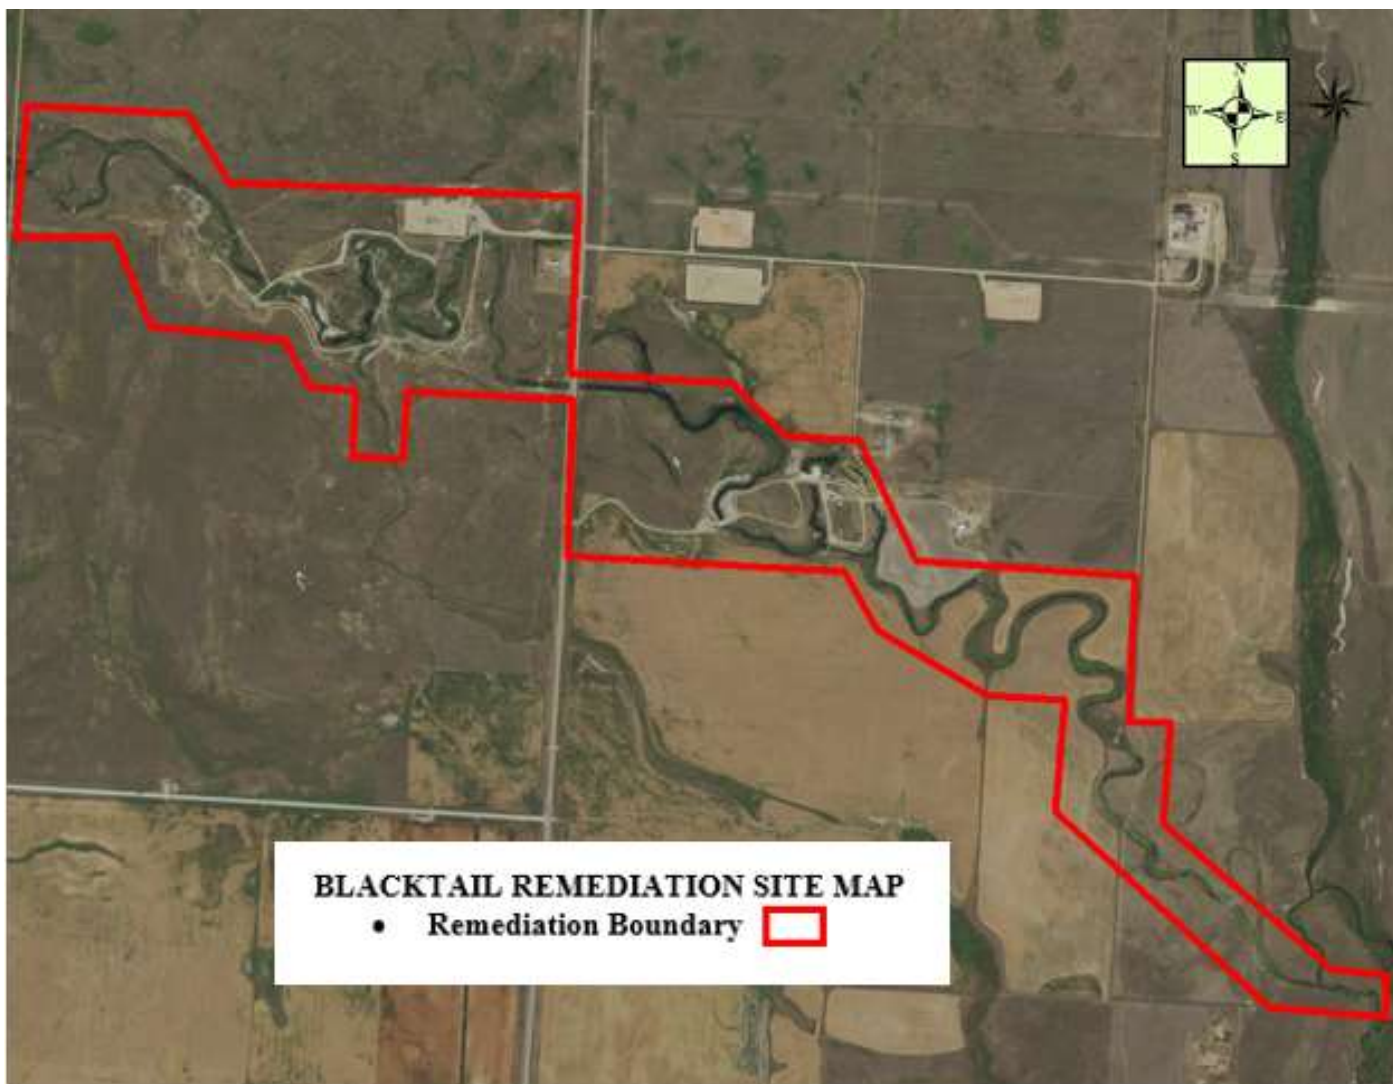 N
W E
S
BLACKTAIL REMEDIATION SITE MAP
• Remediation Boundary